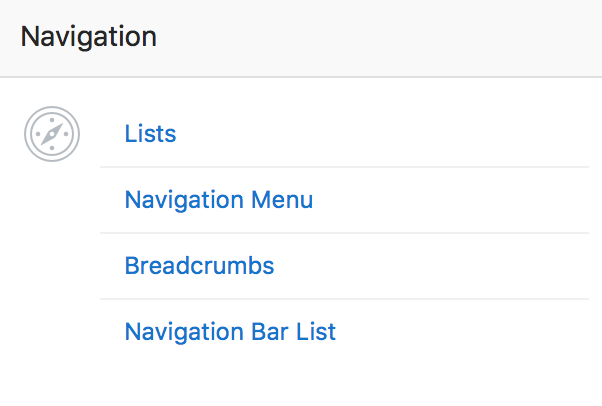 Navigation
Lists
Navigation Menu
Breadcrumbs
Navigation Bar List